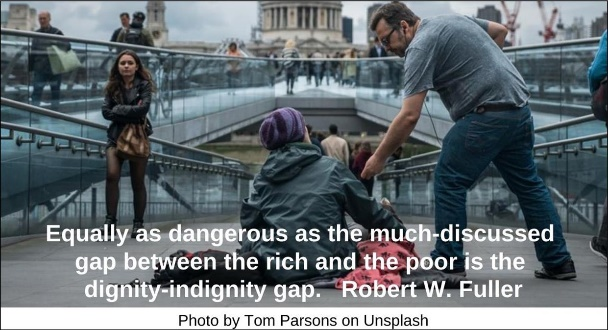 Equally as dangerous as the much-discussed
gap between the rich and the poor is the
dignity-indignity gap.   Robert W. Fuller
Photo by Tom Parsons on Unsplash